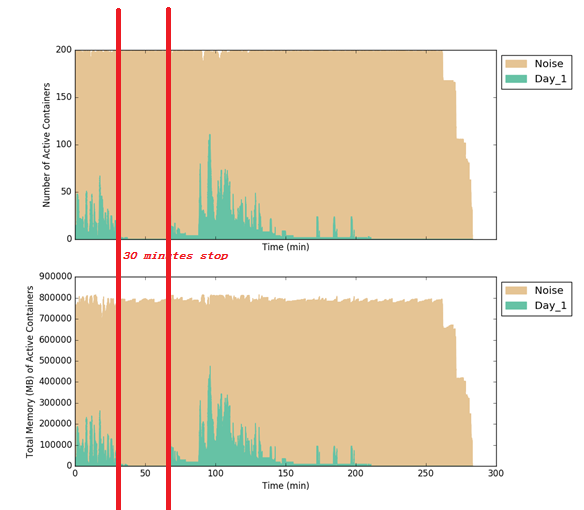 200
150
100
50
0
Number of Active Containers
Time (min)
Noise
Day_1
30 minutes stop
900000
800000
700000
600000
500000
400000
300000
200000
100000
0
Total Memory (MB) of Active Containers
0 50 100 150 200 250 300
Time (min)
Noise
Day_1